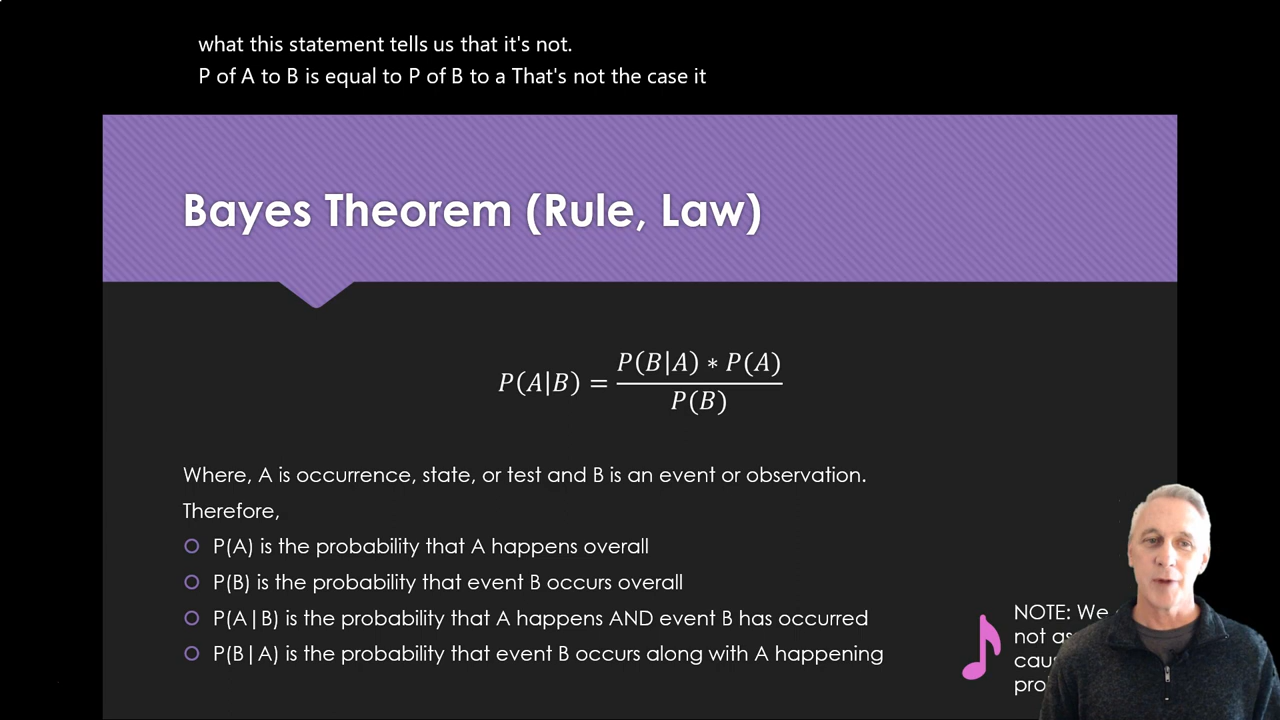 what this statement tells us that it's not.
P of A to B is equal to P of B to a That's not the case it
Bayes Theorem (Rule, Law)
P(A|B) = P(B|A) * P(A) / P(B)
Where, A is occurrence, state, or test and B is an event or observation.
Therefore,
P(A) is the probability that A happens overall
P(B) is the probability that event B occurs overall
P(A|B) is the probability that A happens AND event B has occurred
P(B|A) is the probability that event B occurs along with A happening
NOTE: We
not